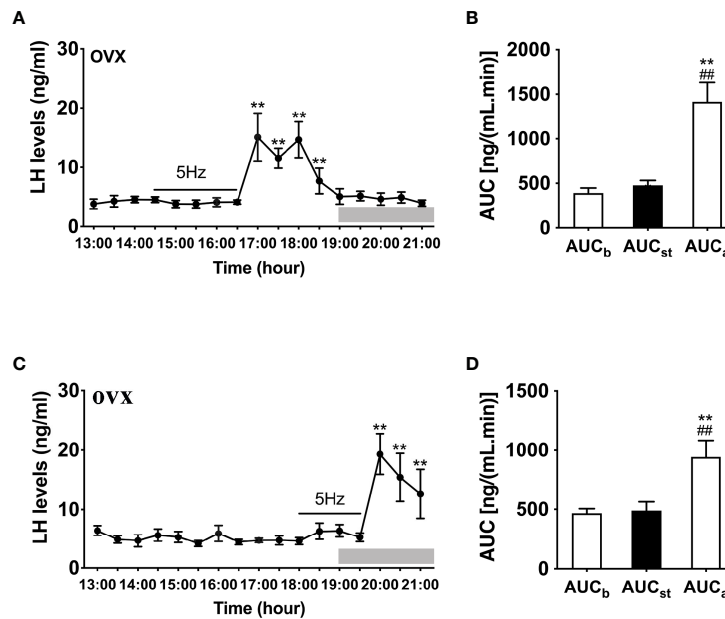 A
OVX
LH levels (ng/ml)
30
20
10
0
5Hz
** ** ** **
13:00 14:00 15:00 16:00 17:00 18:00 19:00 20:00 21:00
Time (hour)
B
AUC [ng/(mL.min)]
2000
1500
1000
500
0
**
##
AUCb AUCst AUCa
C
OVX
LH levels (ng/ml)
30
20
10
0
5Hz
** ** **
13:00 14:00 15:00 16:00 17:00 18:00 19:00 20:00 21:00
Time (hour)
D
AUC [ng/(mL.min)]
1500
1000
500
0
**
##
AUCb AUCst AUCa